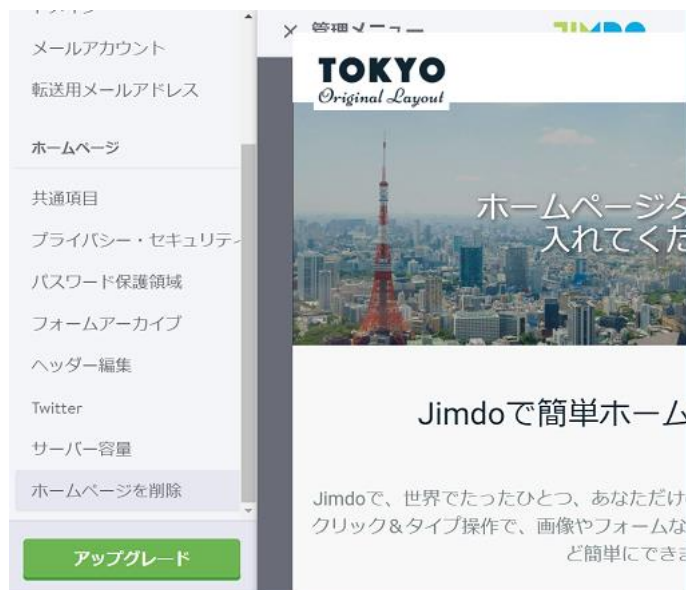 メールアカウント
転送用メールアドレス
ホームページ
共通項目
プライバシー・セキュリティ
パスワード保護領域
フォームアーカイブ
ヘッダー編集
Twitter
サーバー容量
ホームページを削除
アップグレード
× 管理メニュー
JIMDO
TOKYO
Original Layout
ホームページタ
入れてくだ
Jimdoで簡単ホーム
Jimdoで、世界でたったひとつ、あなただけ
クリック&タイプ操作で、画像やフォームな
ど簡単にできま